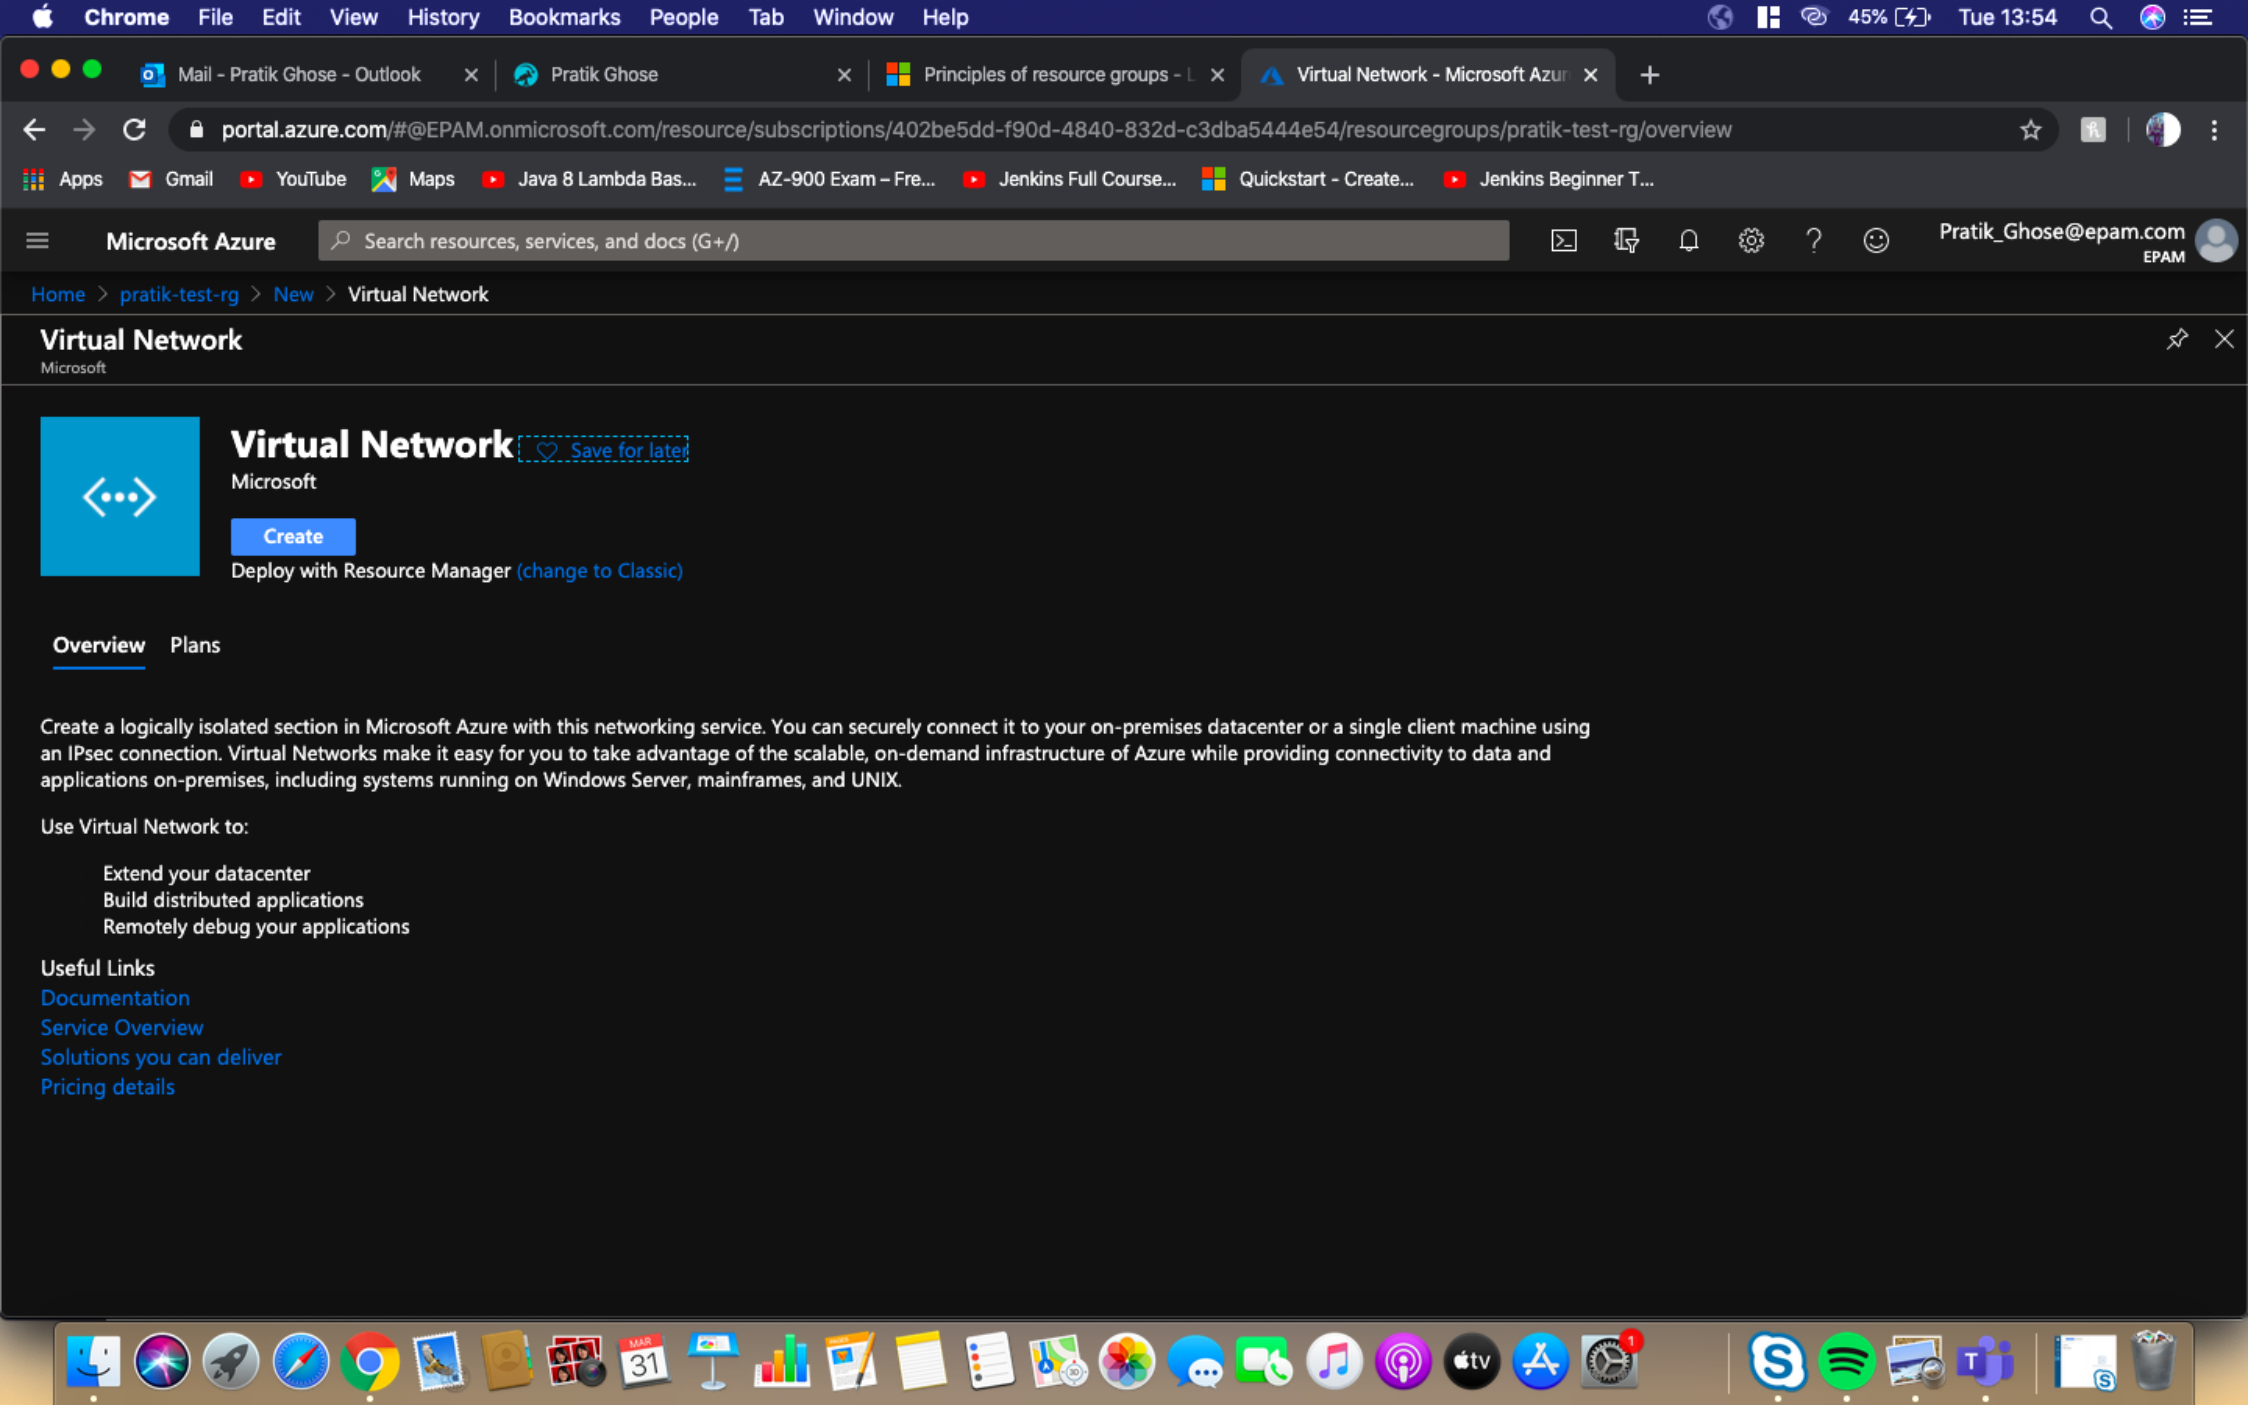 Chrome File Edit View History Bookmarks People Tab Window Help 45% Tue 13:54
Mail - Pratik Ghose - Outlook Pratik Ghose Principles of resource groups - L Virtual Network - Microsoft Azur
portal.azure.com/#@EPAM.onmicrosoft.com/resource/subscriptions/402be5dd-f90d-4840-832d-c3dba5444e54/resourcegroups/pratik-test-rg/overview
Apps Gmail YouTube Maps Java 8 Lambda Bas... AZ-900 Exam – Fre... Jenkins Full Course... Quickstart - Create... Jenkins Beginner T...
Microsoft Azure Search resources, services, and docs (G+/) Pratik_Ghose@epam.com
EPAM
Home > pratik-test-rg > New > Virtual Network
Virtual Network
Microsoft
Virtual Network Save for later
Microsoft
Create
Deploy with Resource Manager (change to Classic)
Overview Plans
Create a logically isolated section in Microsoft Azure with this networking service. You can securely connect it to your on-premises datacenter or a single client machine using
an IPsec connection. Virtual Networks make it easy for you to take advantage of the scalable, on-demand infrastructure of Azure while providing connectivity to data and
applications on-premises, including systems running on Windows Server, mainframes, and UNIX.
Use Virtual Network to:
Extend your datacenter
Build distributed applications
Remotely debug your applications
Useful Links
Documentation
Service Overview
Solutions you can deliver
Pricing details
MAR
31
PAGES
3D
tv
1
S
T
S